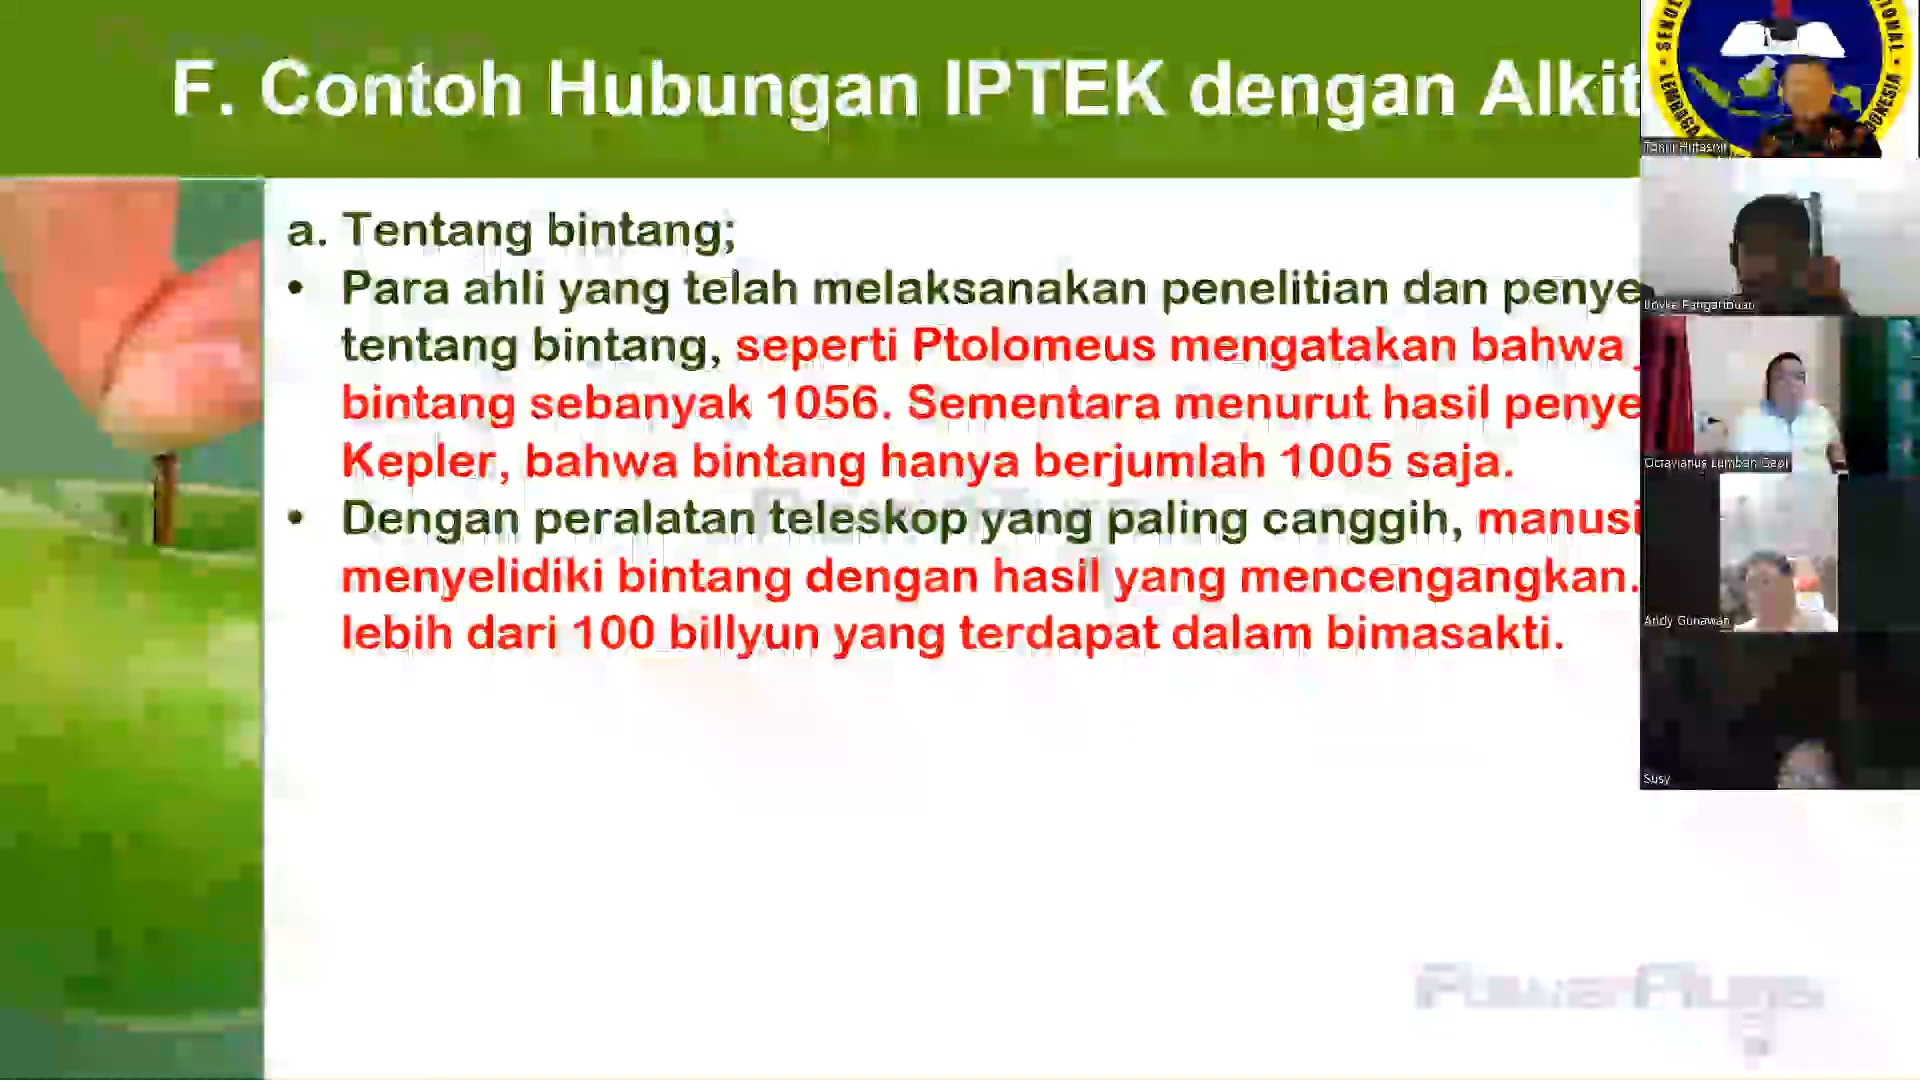 F. Contoh Hubungan IPTEK dengan Alkit
a. Tentang bintang;
• Para ahli yang telah melaksanakan penelitian dan penye
tentang bintang, seperti Ptolomeus mengatakan bahwa
bintang sebanyak 1056. Sementara menurut hasil penye
Kepler, bahwa bintang hanya berjumlah 1005 saja.
• Dengan peralatan teleskop yang paling canggih, manusi
menyelidiki bintang dengan hasil yang mencengangkan.
lebih dari 100 billyun yang terdapat dalam bimasakti.
LEMBAGA
Octavianus Lumban Gaol
Andy Gunawan
Susy
PowerPlugs